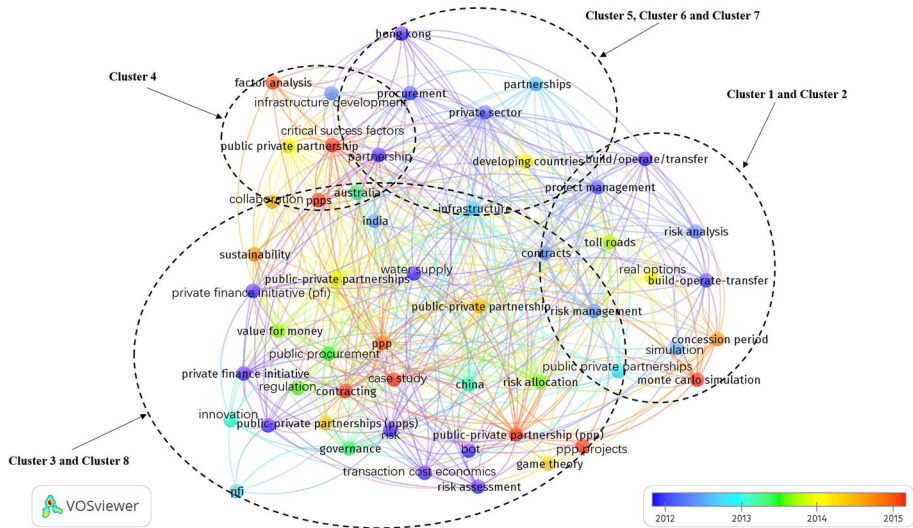 Cluster 5, Cluster 6 and Cluster 7
hong kong
Cluster 4
factor analysis
partnerships
infrastructure development
procurement
Cluster 1 and Cluster 2
private sector
critical success factors
public private partnership
partnership
developing countries
build/operate/transfer
project management
australia
collaboration
ppps
infrastructure
india
risk analysis
toll roads
sustainability
contracts
water supply
real options
public-private partnerships
build-operate-transfer
private finance initiative (pfi)
public-private partnership
risk management
value for money
ppp
concession period
public procurement
simulation
private finance initiative
case study
public private partnerships
regulation
contracting
china
risk allocation
monte carlo simulation
innovation
public-private partnerships (ppps)
risk
public-private partnership (ppp)
governance
bot
ppp projects
Cluster 3 and Cluster 8
transaction cost economics
game theory
pfi
risk assessment
VOSviewer
2012 2013 2014 2015